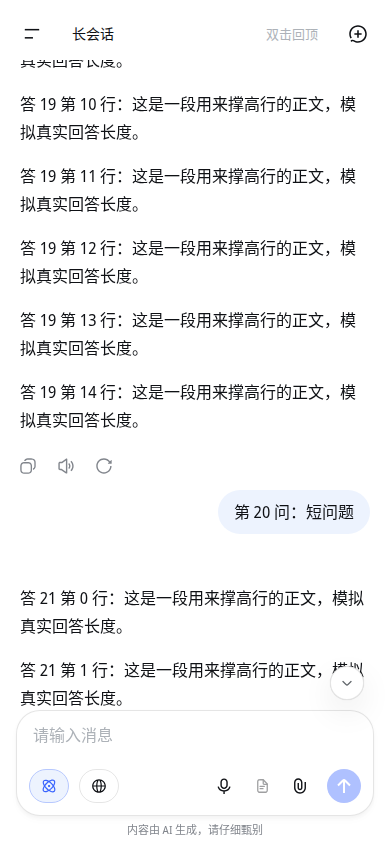 长会话
双击回顶
真实回答长度。
答 19 第 10 行：这是一段用来撑高行的正文，模
拟真实回答长度。
答 19 第 11 行：这是一段用来撑高行的正文，模
拟真实回答长度。
答 19 第 12 行：这是一段用来撑高行的正文，模
拟真实回答长度。
答 19 第 13 行：这是一段用来撑高行的正文，模
拟真实回答长度。
答 19 第 14 行：这是一段用来撑高行的正文，模
拟真实回答长度。
第 20 问：短问题
答 21 第 0 行：这是一段用来撑高行的正文，模拟
真实回答长度。
答 21 第 1 行：这是一段用来撑高行的正文，模拟
真实回答长度。
请输入消息
内容由 AI 生成，请仔细甄别